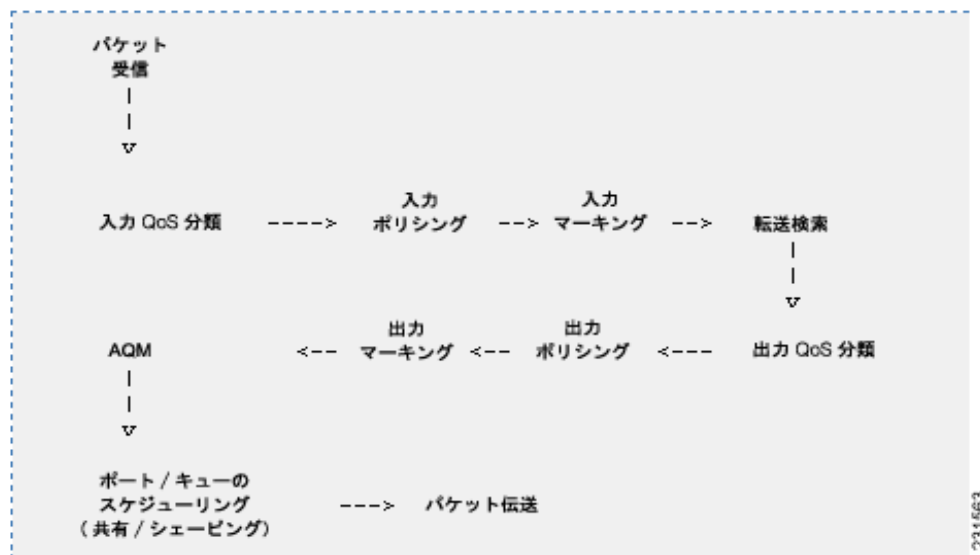 パケット
受信
入力 QoS 分類
入力
ポリシング
入力
マーキング
転送検索
出力 QoS 分類
出力
ポリシング
出力
マーキング
AQM
ポート / キューの
スケジューリング
( 共有 / シェーピング)
パケット伝送